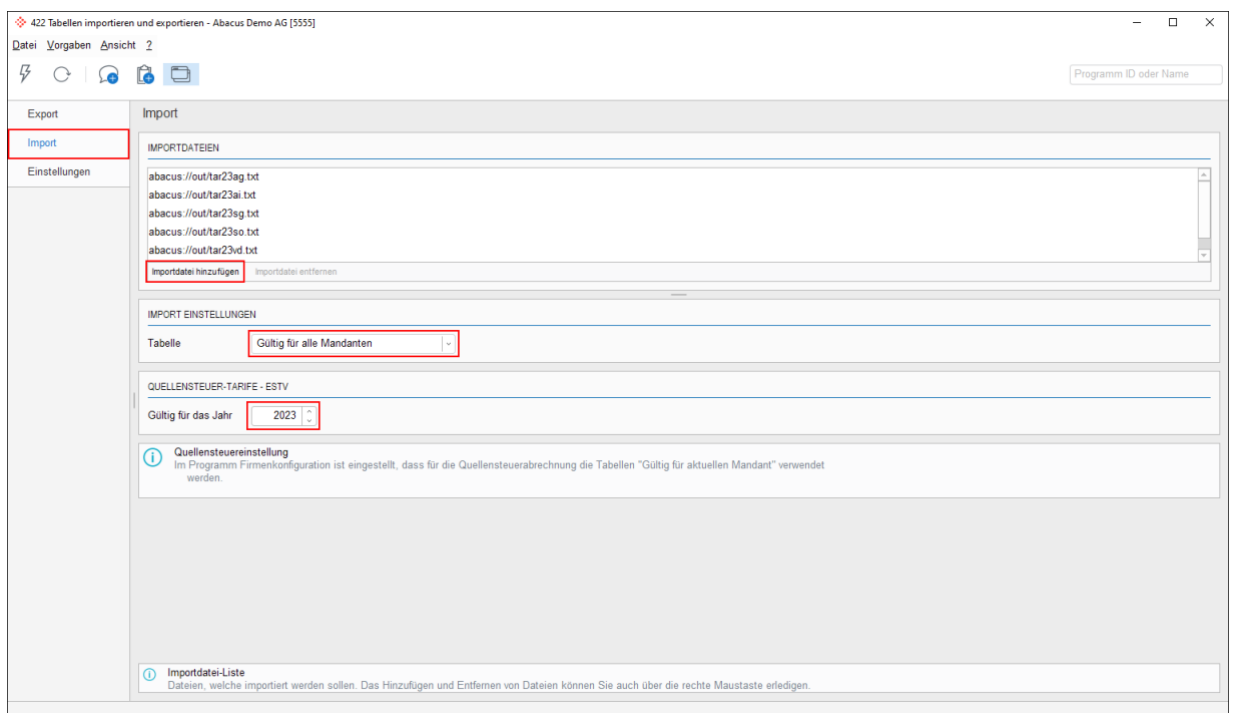 422 Tabellen importieren und exportieren - Abacus Demo AG [5555]
Datei Vorgaben Ansicht ?
Programm ID oder Name
Export
Import
Einstellungen
Import
IMPORTDATEIEN
abacus://out/tar23ag.txt
abacus://out/tar23ai.txt
abacus://out/tar23sg.txt
abacus://out/tar23so.txt
abacus://out/tar23vd.txt
Importdatei hinzufügen Importdatei entfernen
IMPORT EINSTELLUNGEN
Tabelle Gültig für alle Mandanten
QUELLENSTEUER-TARIFE - ESTV
Gültig für das Jahr 2023
Quellensteuereinstellung
Im Programm Firmenkonfiguration ist eingestellt, dass für die Quellensteuerabrechnung die Tabellen "Gültig für aktuellen Mandant" verwendet
werden.
Importdatei-Liste
Dateien, welche importiert werden sollen. Das Hinzufügen und Entfernen von Dateien können Sie auch über die rechte Maustaste erledigen.